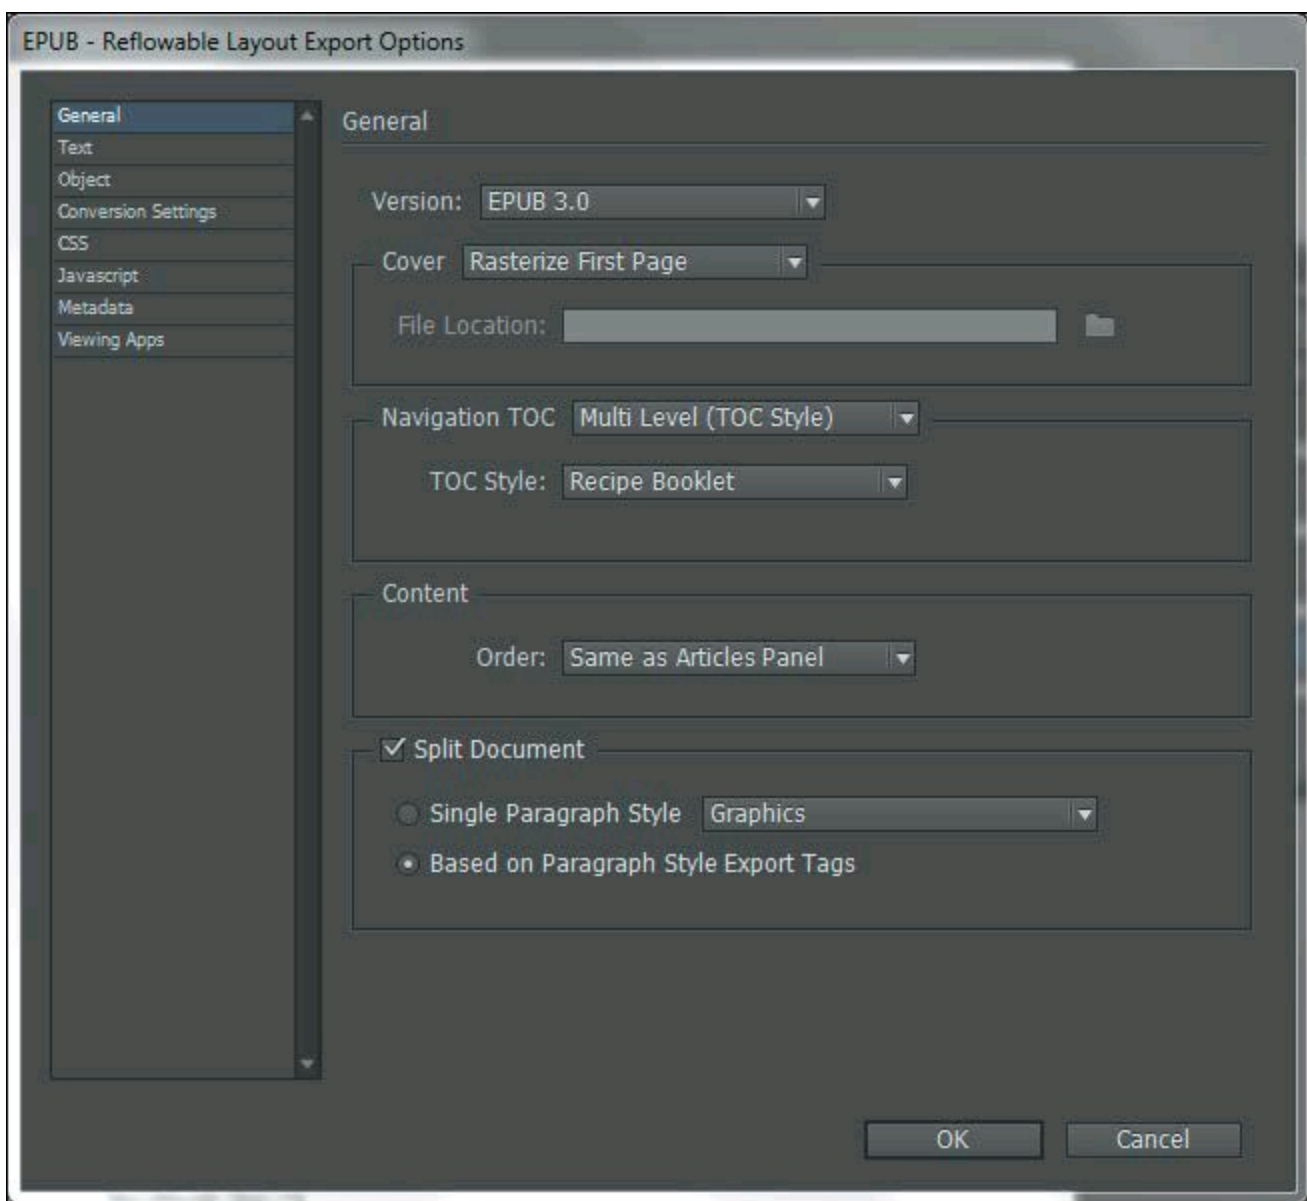 EPUB - Reflowable Layout Export Options
General
Text
Object
Conversion Settings
CSS
Javascript
Metadata
Viewing Apps
General
Version: EPUB 3.0
Cover Rasterize First Page
File Location:
Navigation TOC Multi Level (TOC Style)
TOC Style: Recipe Booklet
Content
Order: Same as Articles Panel
Split Document
Single Paragraph Style Graphics
Based on Paragraph Style Export Tags
OK Cancel